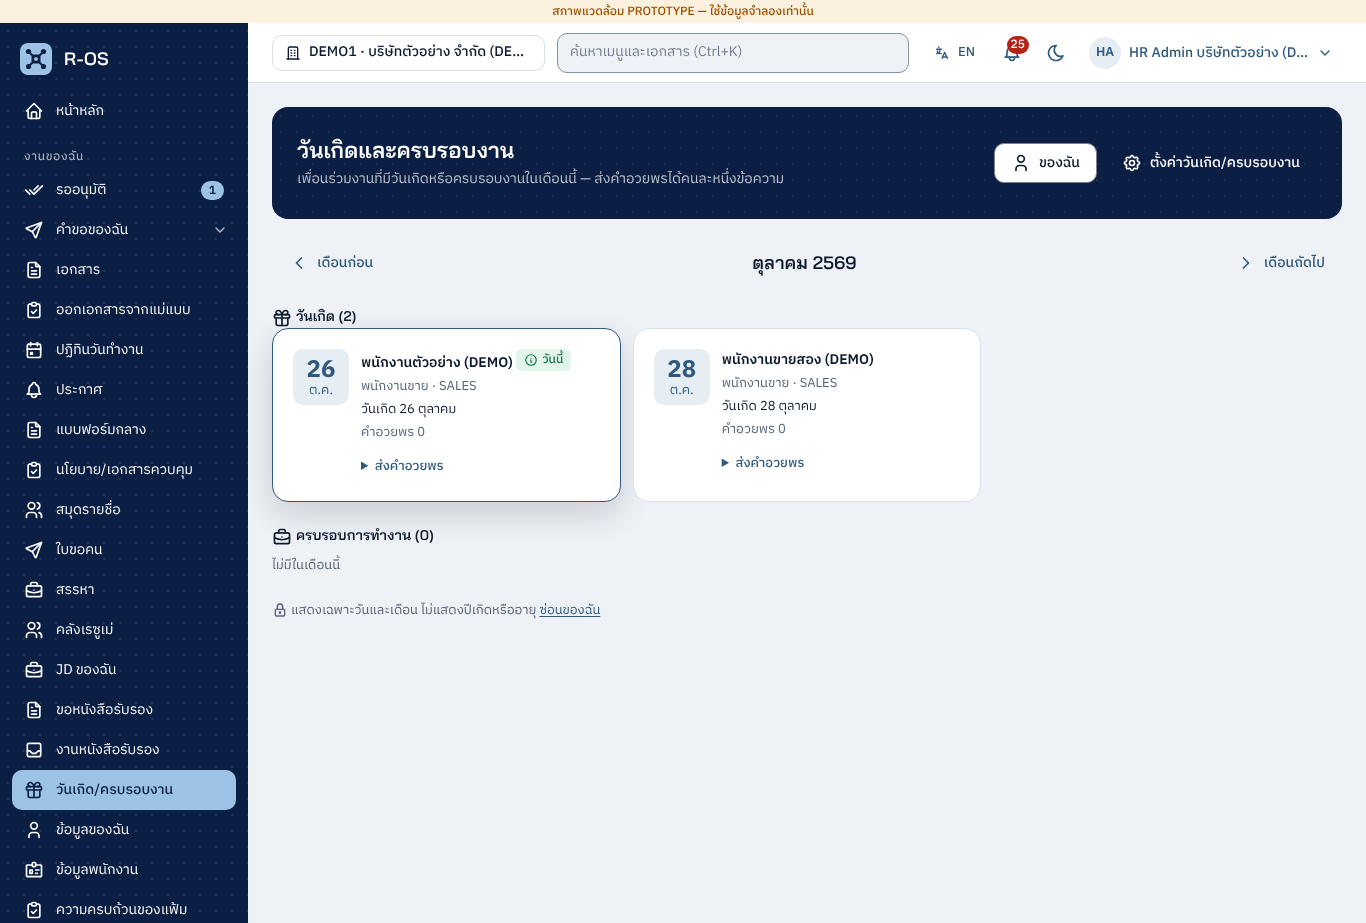 สภาพแวดล้อม PROTOTYPE — ใช้ข้อมูลจำลองเท่านั้น
R-OS
DEMO1 · บริษัทตัวอย่าง จำกัด (DE...
ค้นหาเมนูและเอกสาร (Ctrl+K)
EN
25
HA
HR Admin บริษัทตัวอย่าง (D...
หน้าหลัก
งานของฉัน
รออนุมัติ
1
คำขอของฉัน
เอกสาร
ออกเอกสารจากแม่แบบ
ปฏิทินวันทำงาน
ประกาศ
แบบฟอร์มกลาง
นโยบาย/เอกสารควบคุม
สมุดรายชื่อ
ใบขอคน
สรรหา
คลังเรซูเม่
JD ของฉัน
ขอหนังสือรับรอง
งานหนังสือรับรอง
วันเกิด/ครบรอบงาน
ข้อมูลของฉัน
ข้อมูลพนักงาน
ความครบถ้วนของแฟ้ม
วันเกิดและครบรอบงาน
เพื่อนร่วมงานที่มีวันเกิดหรือครบรอบงานในเดือนนี้ — ส่งคำอวยพรได้คนละหนึ่งข้อความ
ของฉัน
ตั้งค่าวันเกิด/ครบรอบงาน
เดือนก่อน
ตุลาคม 2569
เดือนถัดไป
วันเกิด (2)
26
ต.ค.
พนักงานตัวอย่าง (DEMO)
วันนี้
พนักงานขาย · SALES
วันเกิด 26 ตุลาคม
คำอวยพร 0
ส่งคำอวยพร
28
ต.ค.
พนักงานขายสอง (DEMO)
พนักงานขาย · SALES
วันเกิด 28 ตุลาคม
คำอวยพร 0
ส่งคำอวยพร
ครบรอบการทำงาน (0)
ไม่มีในเดือนนี้
แสดงเฉพาะวันและเดือน ไม่แสดงปีเกิดหรืออายุ ซ่อนของฉัน